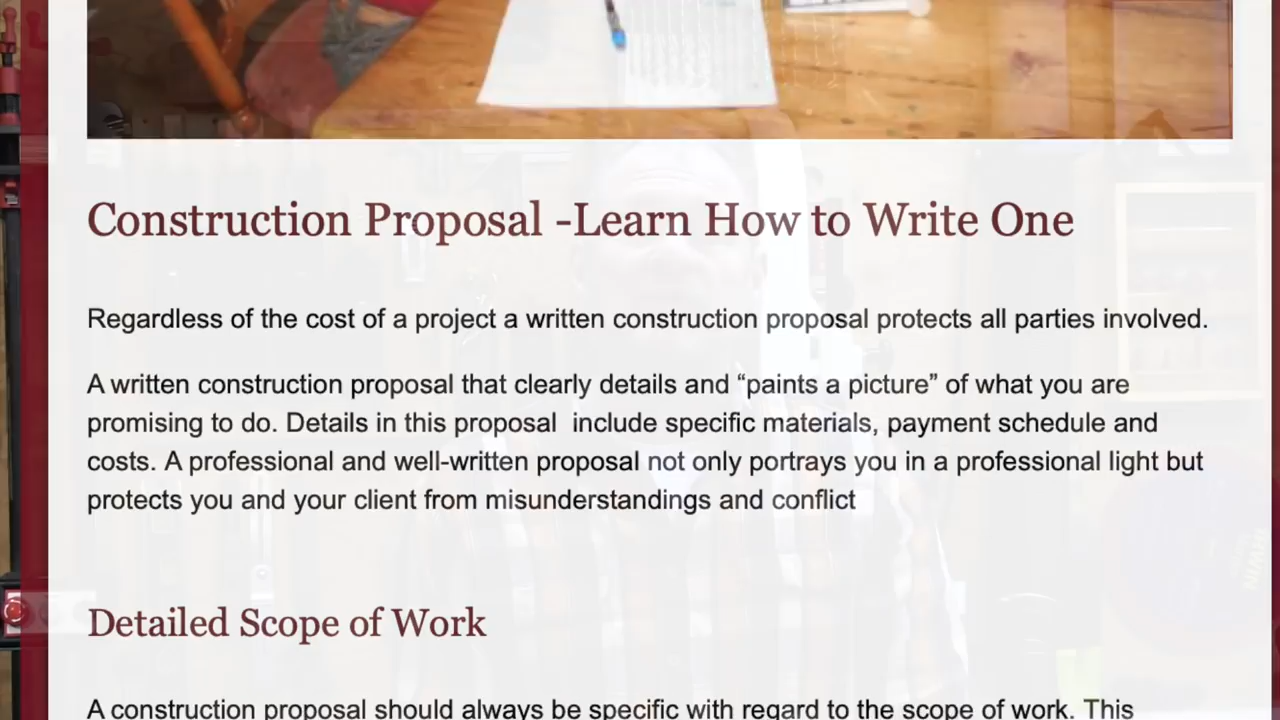 Construction Proposal -Learn How to Write One
Regardless of the cost of a project a written construction proposal protects all parties involved.
A written construction proposal that clearly details and “paints a picture” of what you are
promising to do. Details in this proposal  include specific materials, payment schedule and
costs. A professional and well-written proposal not only portrays you in a professional light but
protects you and your client from misunderstandings and conflict
Detailed Scope of Work
A construction proposal should always be specific with regard to the scope of work. This